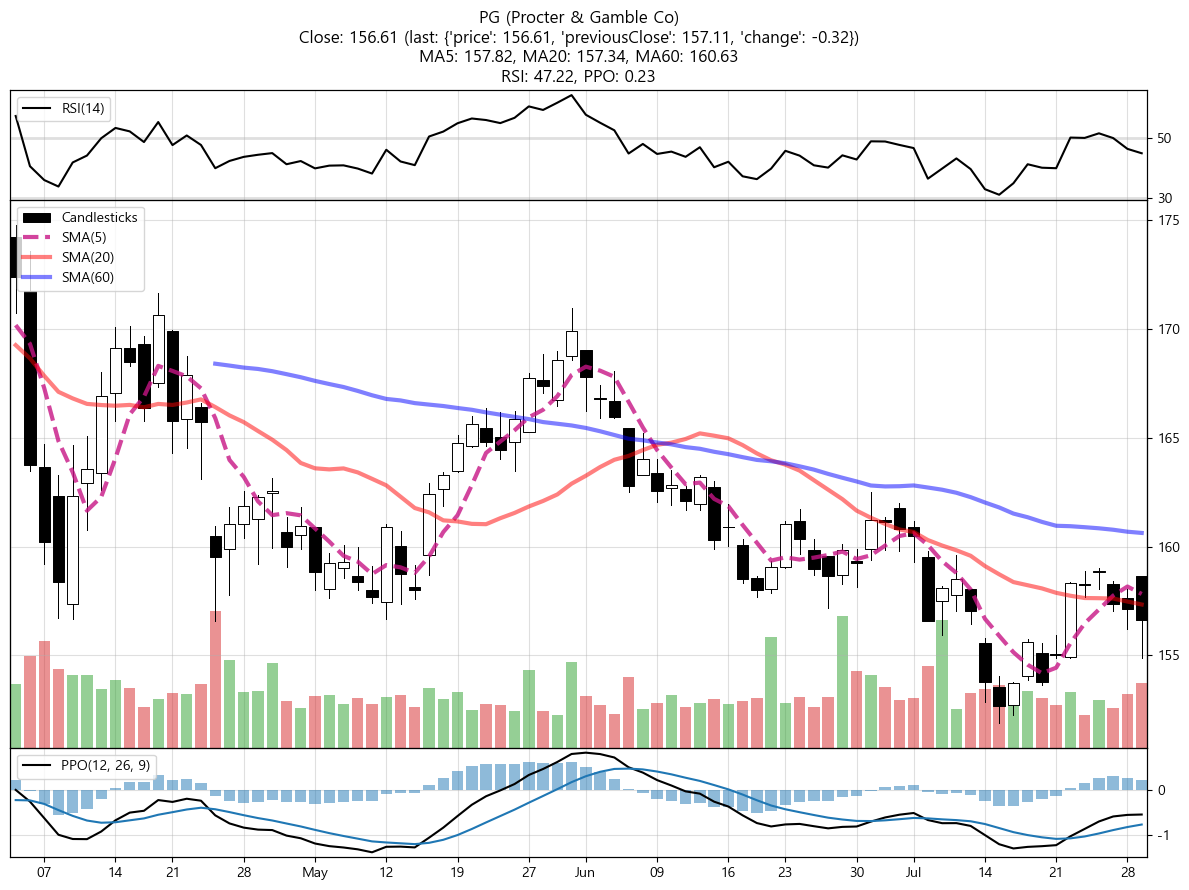 PG (Procter & Gamble Co)
Close: 156.61 (last: {'price': 156.61, 'previousClose': 157.11, 'change': -0.32})
MA5: 157.82, MA20: 157.34, MA60: 160.63
RSI: 47.22, PPO: 0.23
RSI(14)
50
30
Candlesticks
SMA(5)
SMA(20)
SMA(60)
175
170
165
160
155
PPO(12, 26, 9)
0
-1
07 14 21 28 May 12 19 27 Jun 09 16 23 30 Jul 14 21 28